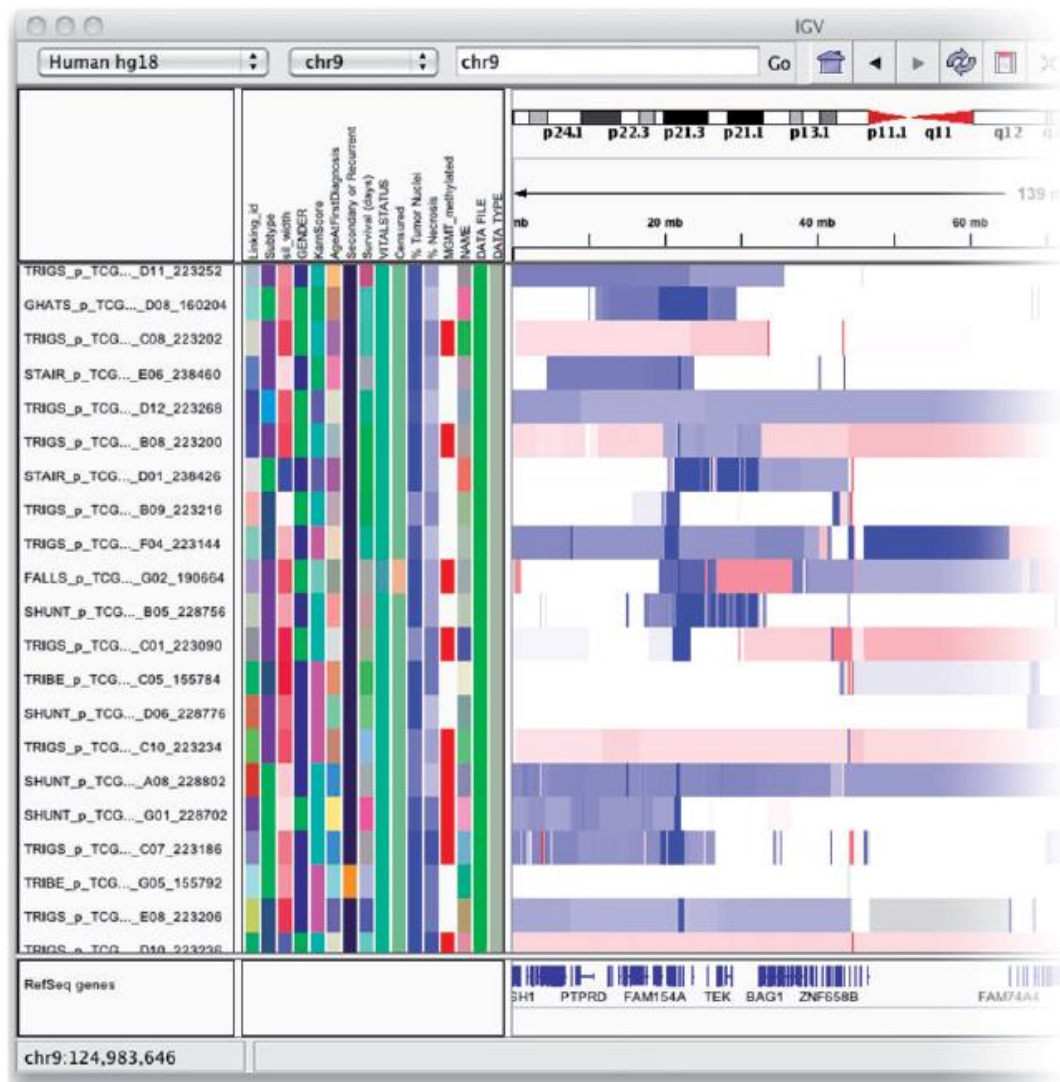 IGV
Human hg18
chr9
chr9
Go
p24.1 p22.3 p21.3 p21.1 p13.1 p11.1 q11 q12
139
mb 20 mb 40 mb 60 mb
Linking_id
Subtype
sil_width
GENDER
KarnScore
AgeAtFirstDiagnosis
Secondary or Recurrent
Survival (days)
VITALSTATUS
Censured
% Tumor Nuclei
% Necrosis
MGMT_methylated
NAME
DATA FILE
DATA TYPE
TRIGS_p_TCG..._D11_223252
GHATS_p_TCG..._D08_160204
TRIGS_p_TCG..._C08_223202
STAIR_p_TCG..._E06_238460
TRIGS_p_TCG..._D12_223268
TRIGS_p_TCG..._B08_223200
STAIR_p_TCG..._D01_238426
TRIGS_p_TCG..._B09_223216
TRIGS_p_TCG..._F04_223144
FALLS_p_TCG..._G02_190664
SHUNT_p_TCG..._B05_228756
TRIGS_p_TCG..._C01_223090
TRIBE_p_TCG..._C05_155784
SHUNT_p_TCG..._D06_228776
TRIGS_p_TCG..._C10_223234
SHUNT_p_TCG..._A08_228802
SHUNT_p_TCG..._G01_228702
TRIGS_p_TCG..._C07_223186
TRIBE_p_TCG..._G05_155792
TRIGS_p_TCG..._E08_223206
TRIGS_p_TCG..._D10_223236
RefSeq genes
SH1 PTPRD FAM154A TEK BAG1 ZNF658B FAM74A4
chr9:124,983,646